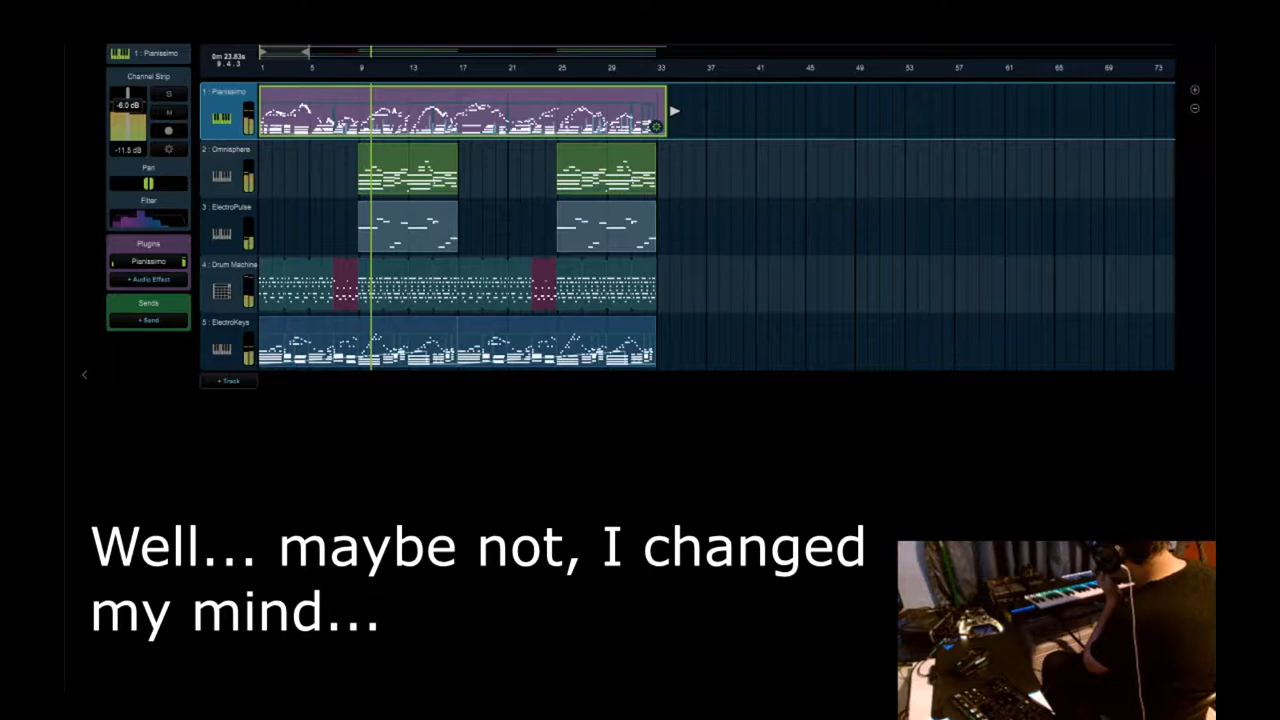 1 : Pianissimo
Channel Strip
-6.0 dB
S
M
-11.5 dB
Pan
Filter
Plugins
Pianissimo
+ Audio Effect
Sends
+ Send
0m 23.83s
9 . 4 . 3
1 5 9 13 17 21 25 29 33 37 41 45 49 53 57 61 65 69 73
1 : Pianissimo
2 : Omnisphere
3 : ElectroPulse
4 : Drum Machine
5 : ElectroKeys
+ Track
Well... maybe not, I changed
my mind...